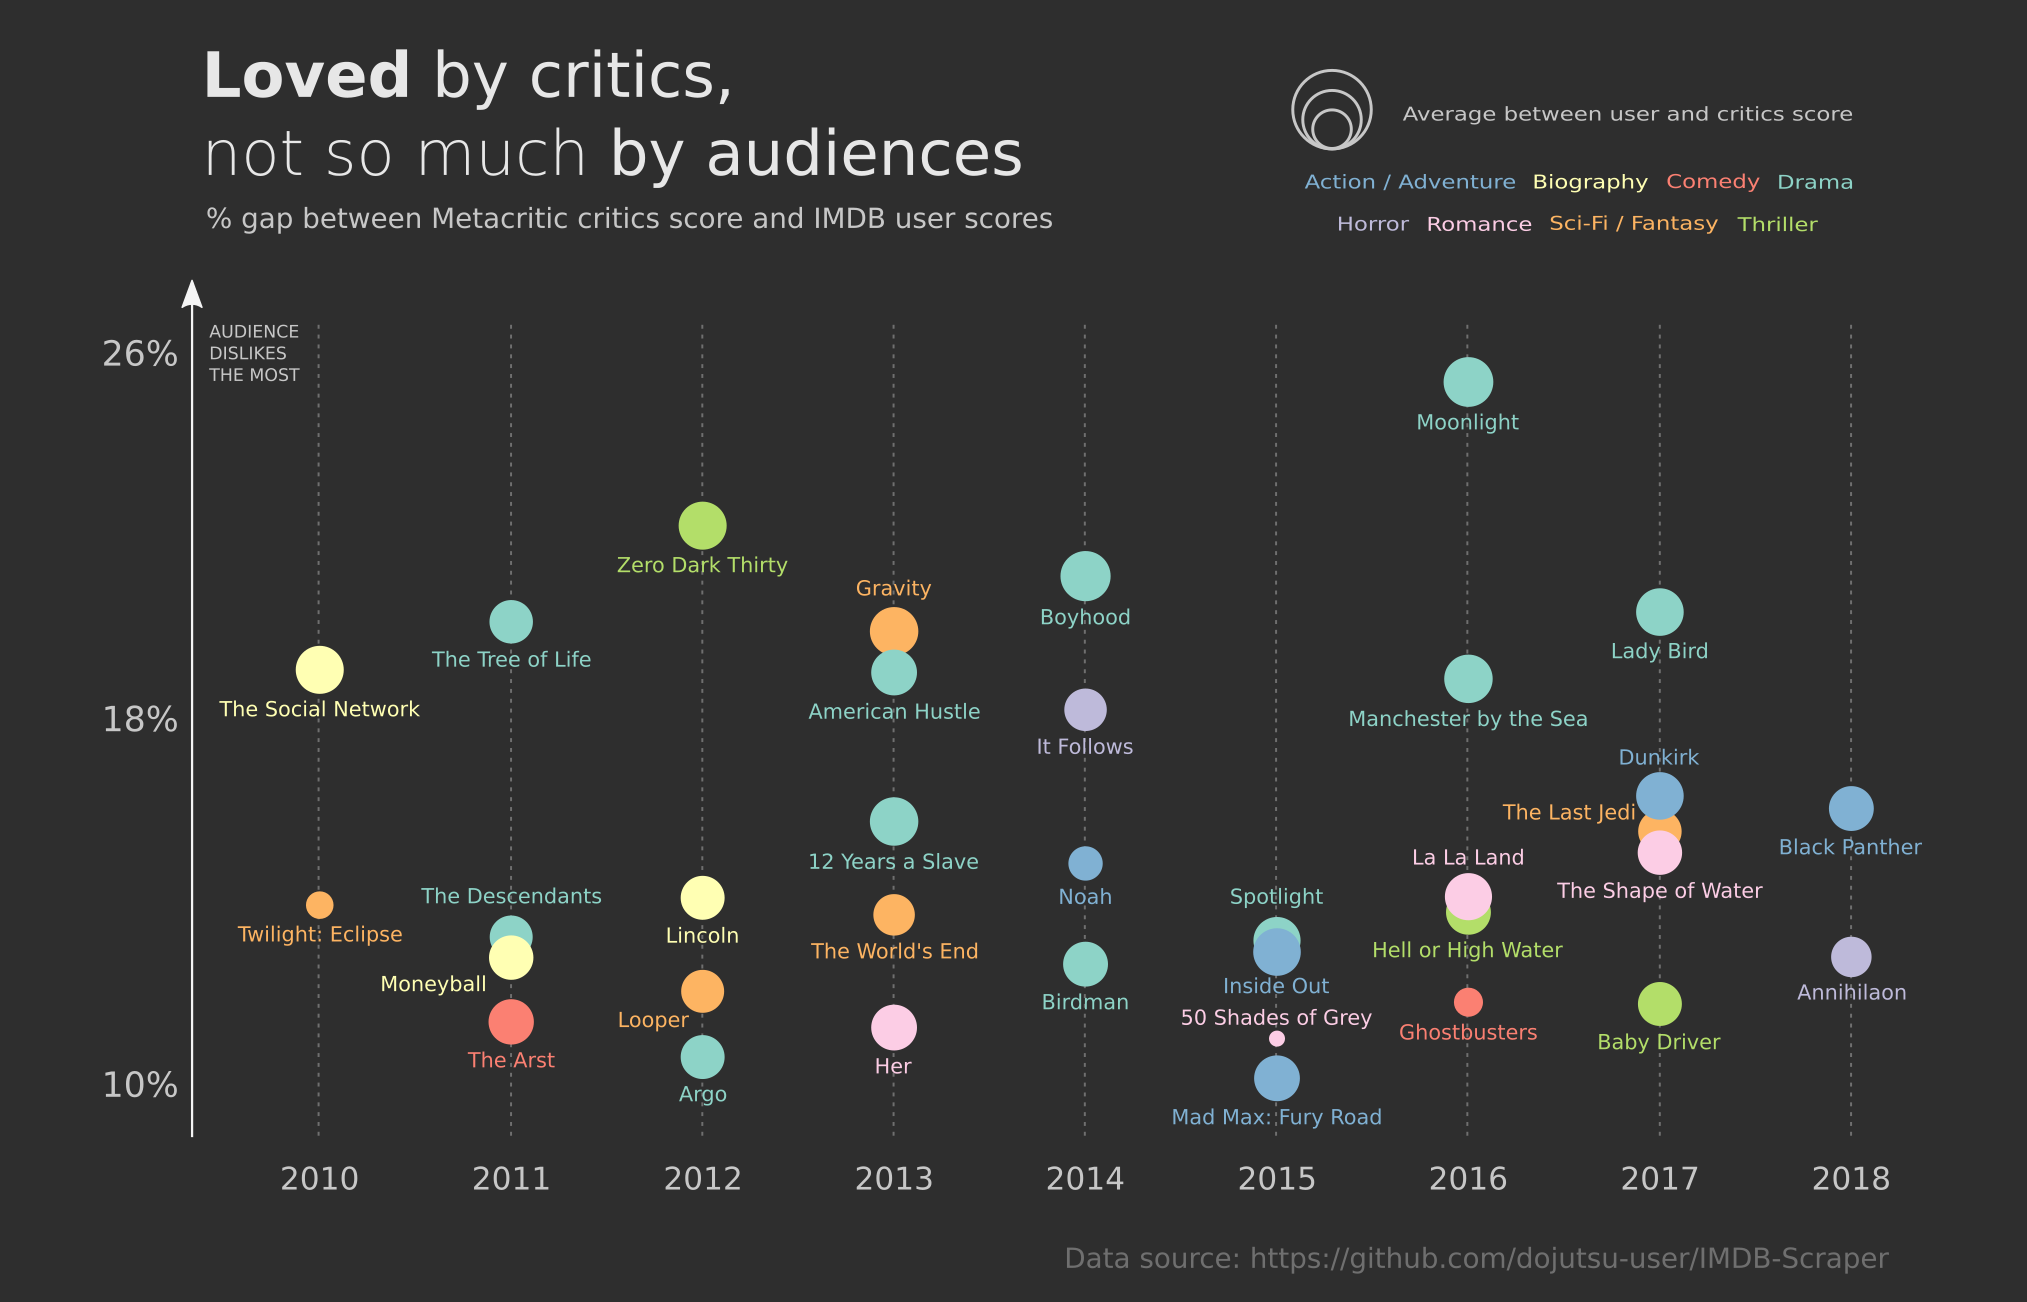 Loved by critics,
not so much by audiences
% gap between Metacritic critics score and IMDB user scores
Average between user and critics score
Action / Adventure Biography Comedy Drama
Horror Romance Sci-Fi / Fantasy Thriller
AUDIENCE
DISLIKES
THE MOST
26%
18%
10%
The Social Network
Twilight: Eclipse
The Tree of Life
The Descendants
Moneyball
The Arst
Zero Dark Thirty
Lincoln
Looper
Argo
Gravity
American Hustle
12 Years a Slave
The World's End
Her
Boyhood
It Follows
Noah
Birdman
Spotlight
Inside Out
50 Shades of Grey
Mad Max: Fury Road
Moonlight
Manchester by the Sea
La La Land
Hell or High Water
Ghostbusters
Lady Bird
Dunkirk
The Last Jedi
The Shape of Water
Baby Driver
Black Panther
Annihilaon
2010 2011 2012 2013 2014 2015 2016 2017 2018
Data source: https://github.com/dojutsu-user/IMDB-Scraper